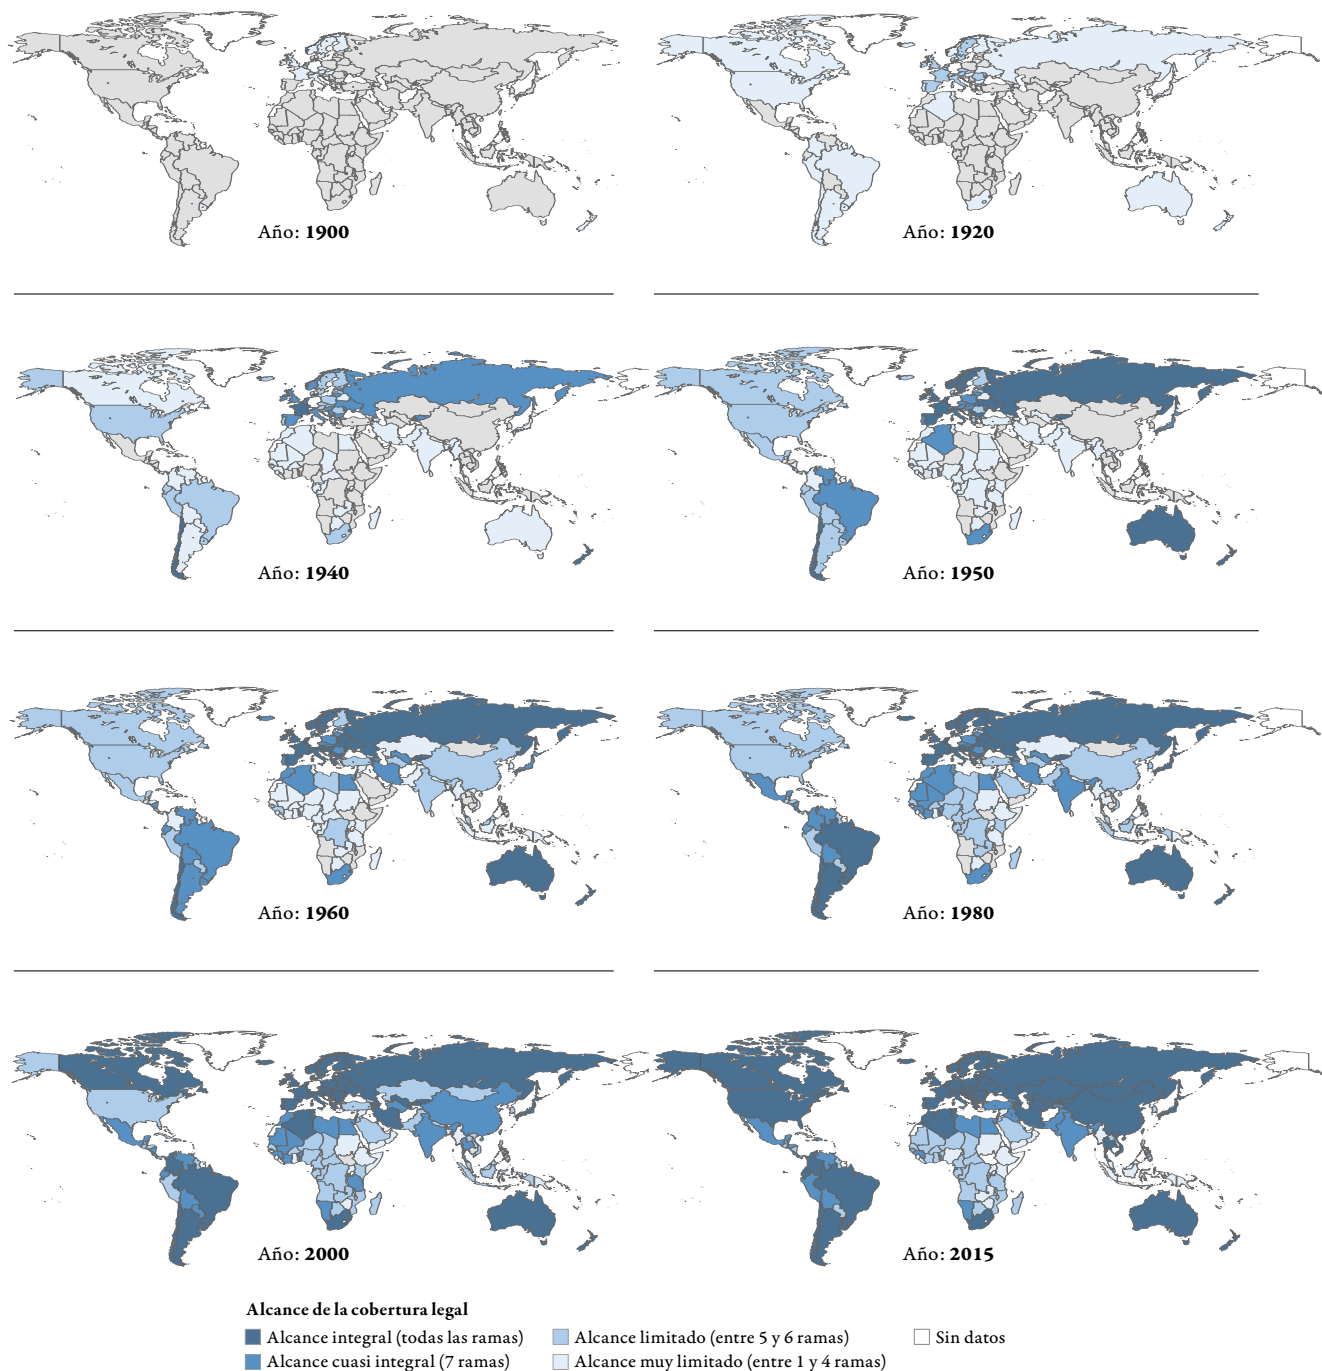 Año: 1900
Año: 1920
Año: 1940
Año: 1950
Año: 1960
Año: 1980
Año: 2000
Año: 2015
Alcance de la cobertura legal
Alcance integral (todas las ramas)
Alcance limitado (entre 5 y 6 ramas)
Sin datos
Alcance cuasi integral (7 ramas)
Alcance muy limitado (entre 1 y 4 ramas)